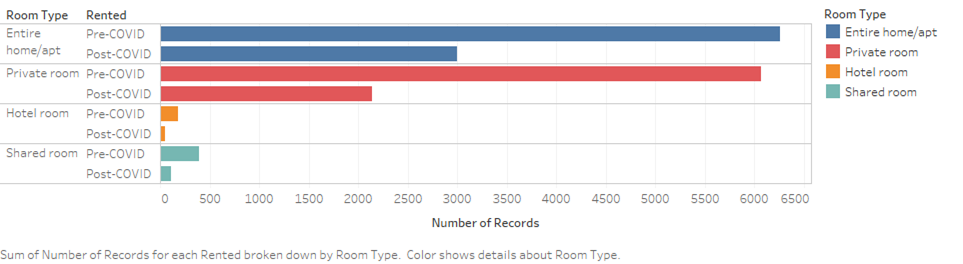 Room Type Rented
Entire home/apt Pre-COVID
Post-COVID
Private room Pre-COVID
Post-COVID
Hotel room Pre-COVID
Post-COVID
Shared room Pre-COVID
Post-COVID
0 500 1000 1500 2000 2500 3000 3500 4000 4500 5000 5500 6000 6500
Number of Records
Room Type
Entire home/apt
Private room
Hotel room
Shared room
Sum of Number of Records for each Rented broken down by Room Type. Color shows details about Room Type.